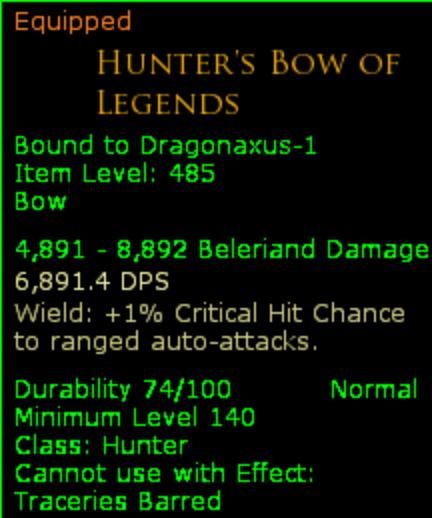 Equipped
Hunter's Bow of
Legends
Bound to Dragonaxus-1
Item Level: 485
Bow
4,891 - 8,892 Beleriand Damage
6,891.4 DPS
Wield: +1% Critical Hit Chance
to ranged auto-attacks.
Durability 74/100 Normal
Minimum Level 140
Class: Hunter
Cannot use with Effect:
Traceries Barred